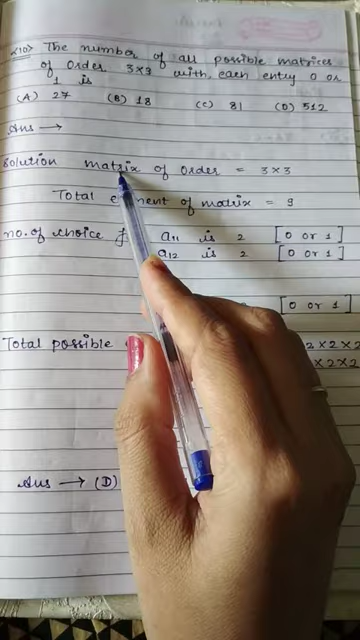 Q10> The number of all possible matrices
of order 3×3 with each entry 0 or
1 is
(A) 27 (B) 18 (C) 81 (D) 512
Ans →
Solution matrix of order = 3×3
Total of matrix = 9
no. of choice a11 is 2 [0 or 1]
a12 is 2 [0 or 1]
[0 or 1]
Total possible 2×2×2
×2×2
Ans → (D)